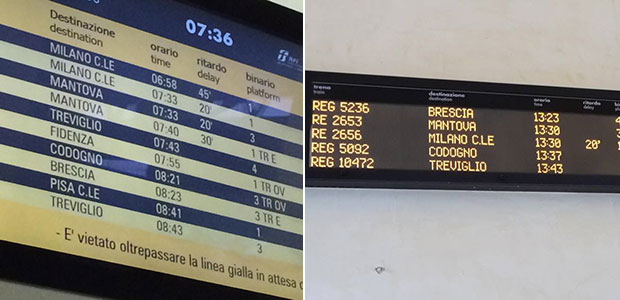 07:36
Destinazione orario ritardo binario
destination time delay platform
MILANO C.LE 06:58 45' 1
MILANO C.LE 07:33 20' 1
MANTOVA 07:33 20' 3
MANTOVA 07:40 30' 1 TR E
TREVIGLIO 07:43 4
FIDENZA 07:55 1 TR OV
CODOGNO 08:21 3 TR OV
BRESCIA 08:23 3 TR E
PISA C.LE 08:41 1
TREVIGLIO 08:43 3
- E' vietato oltrepassare la linea gialla in attesa
treno destinazione orario ritardo
train destination time delay
REG 5236 BRESCIA 13:23
RE 2653 MANTOVA 13:30
RE 2656 MILANO C.LE 13:30 20'
REG 5092 CODOGNO 13:37
REG 10472 TREVIGLIO 13:43